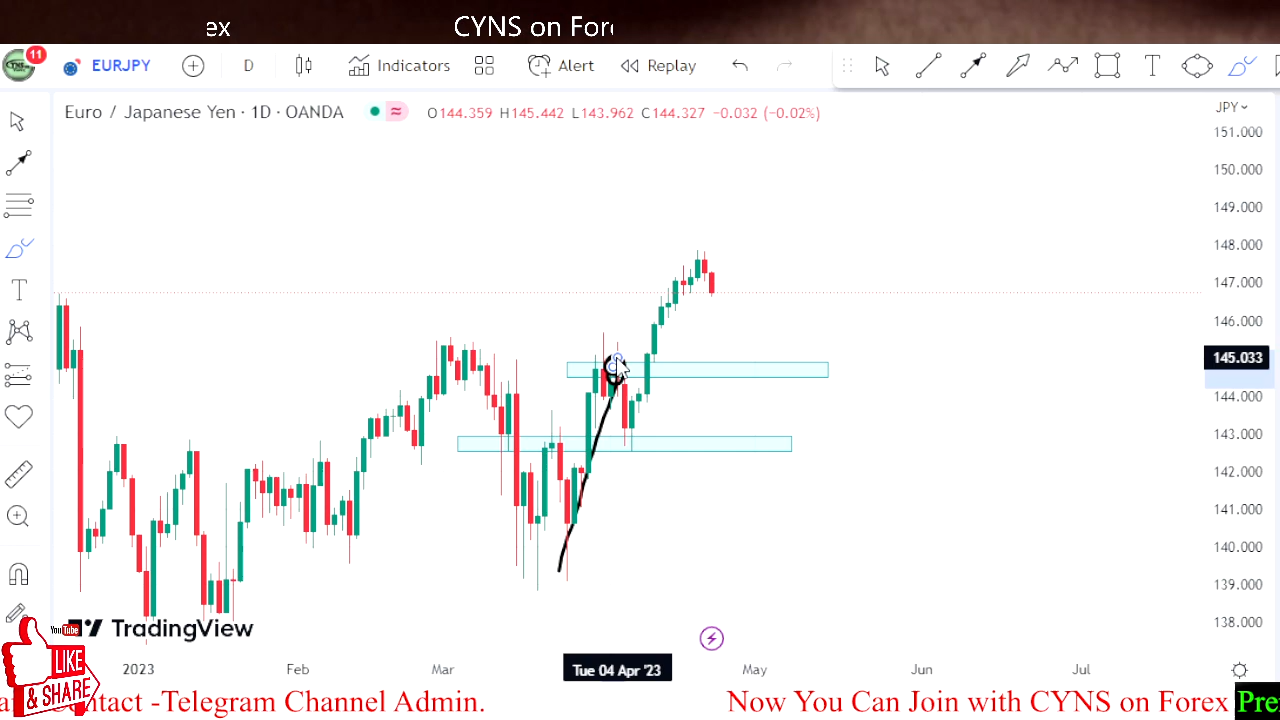 ex CYNS on For
11 EURJPY D Indicators Alert Replay
Euro / Japanese Yen · 1D · OANDA O144.359 H145.442 L143.962 C144.327 −0.032 (−0.02%)
JPY
151.000
150.000
149.000
148.000
147.000
146.000
145.033
144.000
143.000
142.000
141.000
140.000
139.000
138.000
YouTube
LIKE
& SHARE
TradingView
2023 Feb Mar Tue 04 Apr '23 May Jun Jul
ontact -Telegram Channel Admin. Now You Can Join with CYNS on Forex Pre